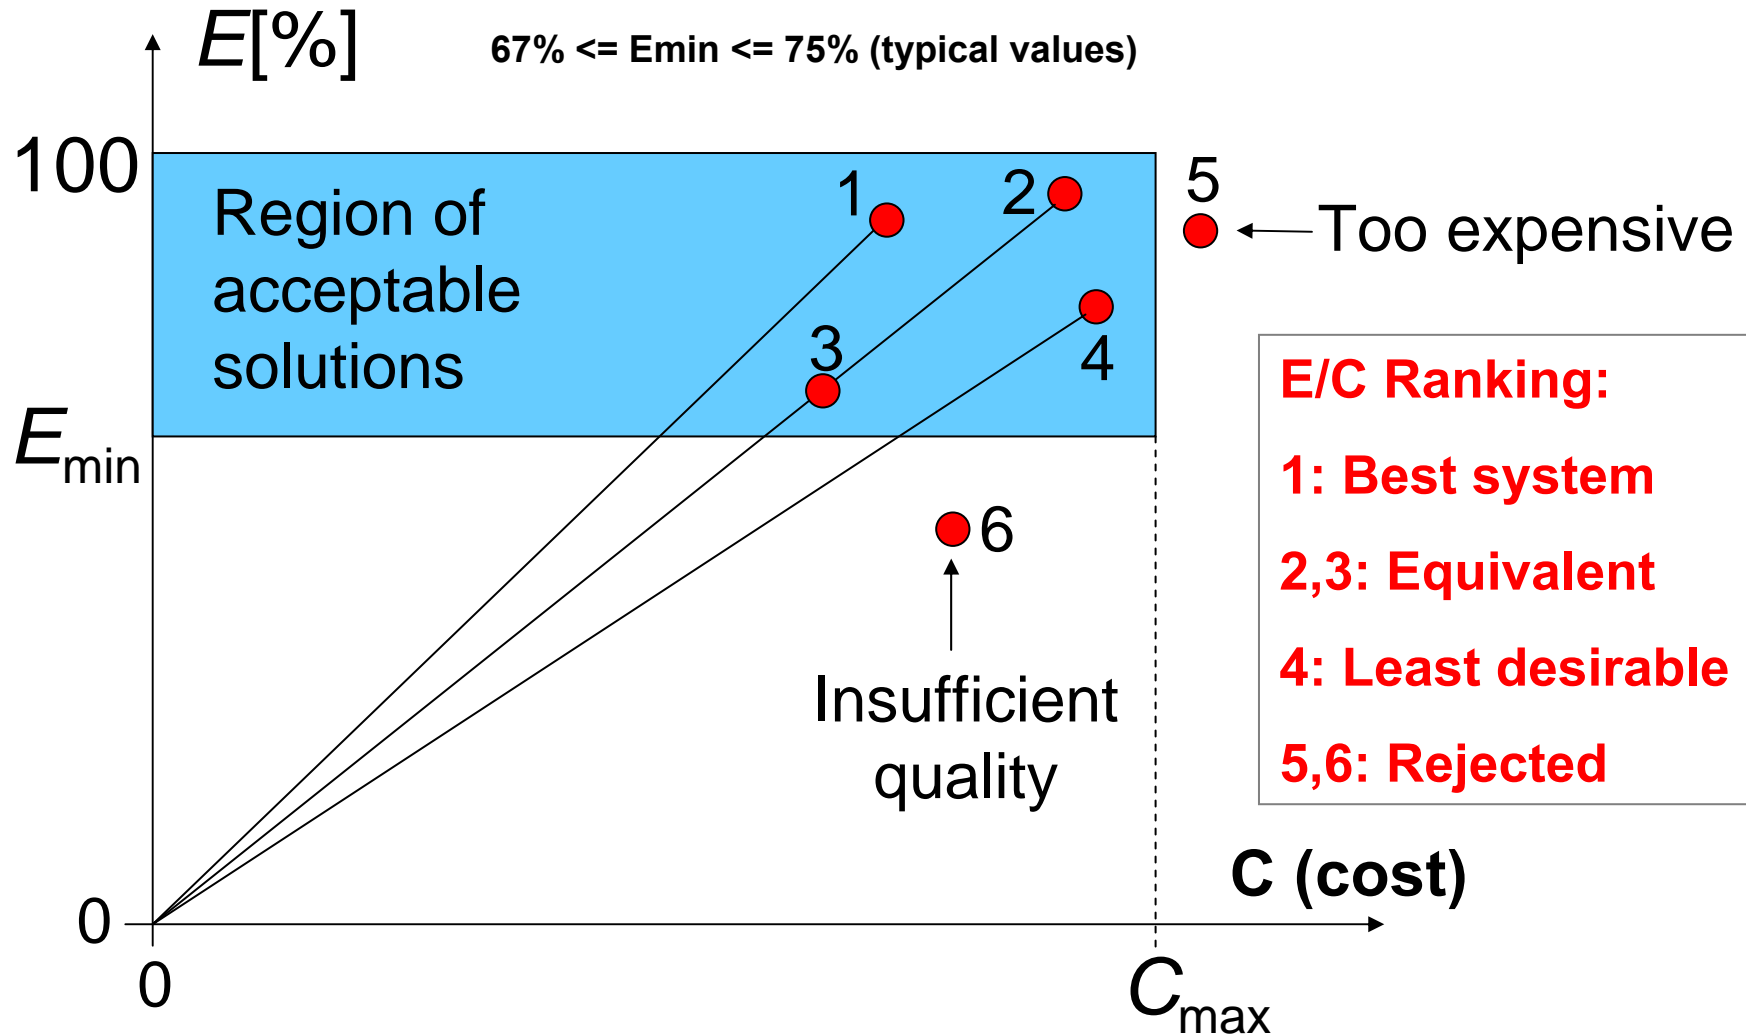 E[%]
67% <= Emin <= 75% (typical values)
100
Region of
acceptable
solutions
1
2
5
Too expensive
3
4
E/C Ranking:
1: Best system
2,3: Equivalent
4: Least desirable
5,6: Rejected
Emin
6
Insufficient
quality
C (cost)
0
0
Cmax